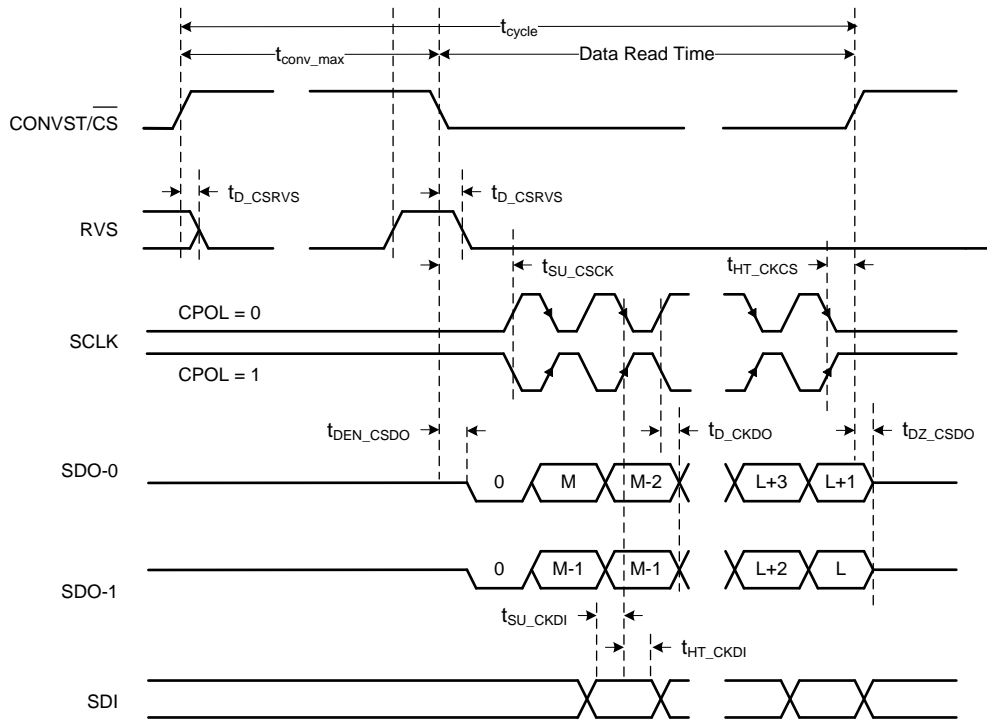 t_cycle
t_conv_max
Data Read Time
CONVST/C̅S̅
t_D_CSRVS
t_D_CSRVS
RVS
t_SU_CSCK
t_HT_CKCS
CPOL = 0
SCLK
CPOL = 1
t_DEN_CSDO
t_D_CKDO
t_DZ_CSDO
SDO-0
0 M M-2 L+3 L+1
SDO-1
0 M-1 M-1 L+2 L
t_SU_CKDI
t_HT_CKDI
SDI